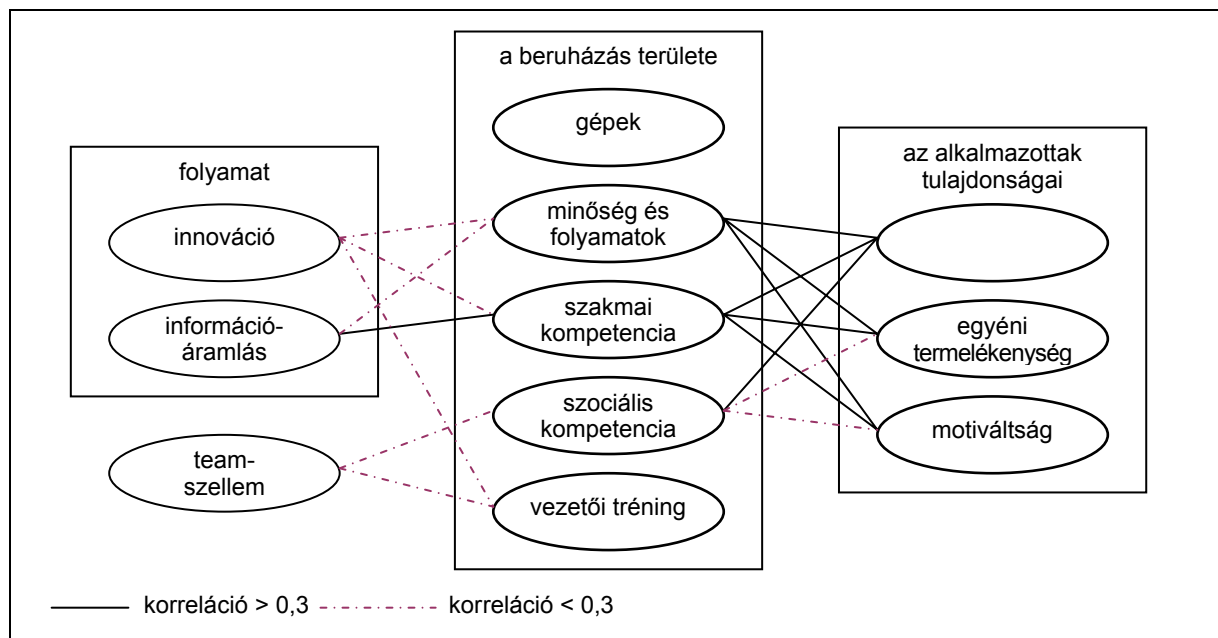 a beruházás területe
gépek
minőség és
folyamatok
szakmai
kompetencia
szociális
kompetencia
vezetői tréning
folyamat
innováció
információ-
áramlás
team-
szellem
az alkalmazottak
tulajdonságai
egyéni
termelékenység
motiváltság
korreláció > 0,3
korreláció < 0,3